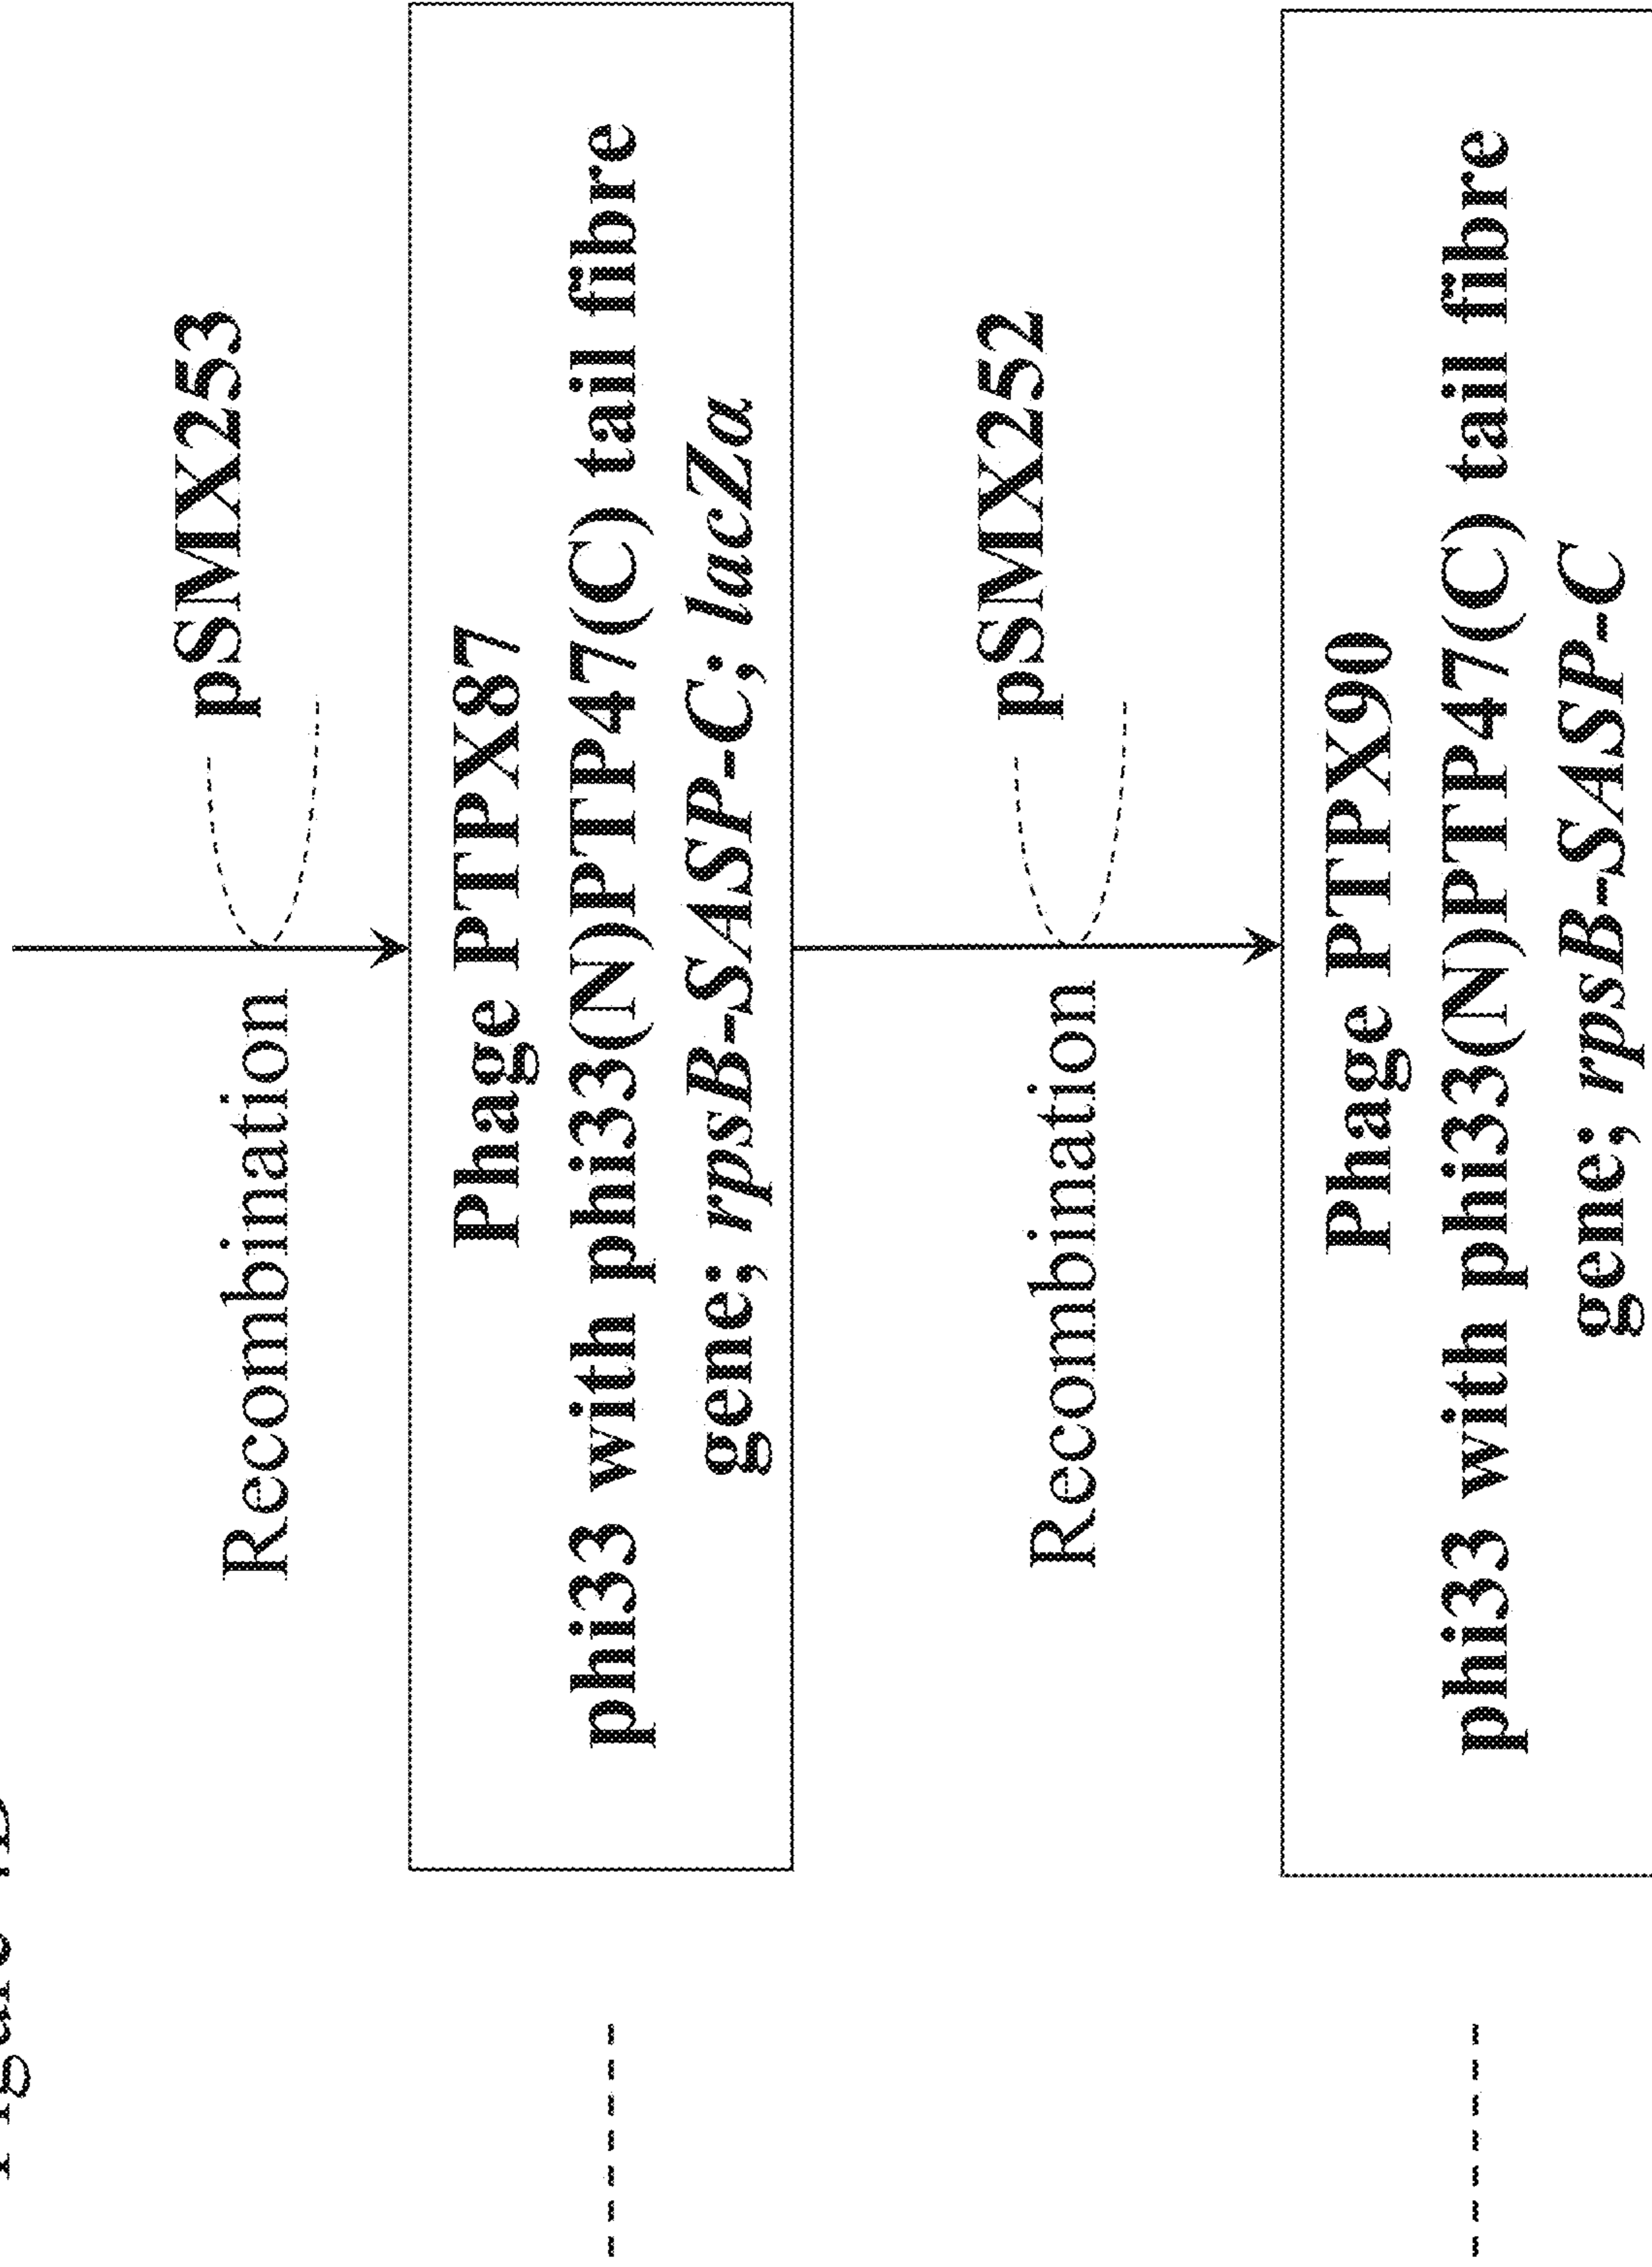 Recombination
pSMX253
Phage PTPX87
phi33 with phi33(N)PTP47(C) tail fibre
gene; rpsB-SASP-C; lacZα
Recombination
pSMX252
Phage PTPX90
phi33 with phi33(N)PTP47(C) tail fibre
gene; rpsB-SASP-C